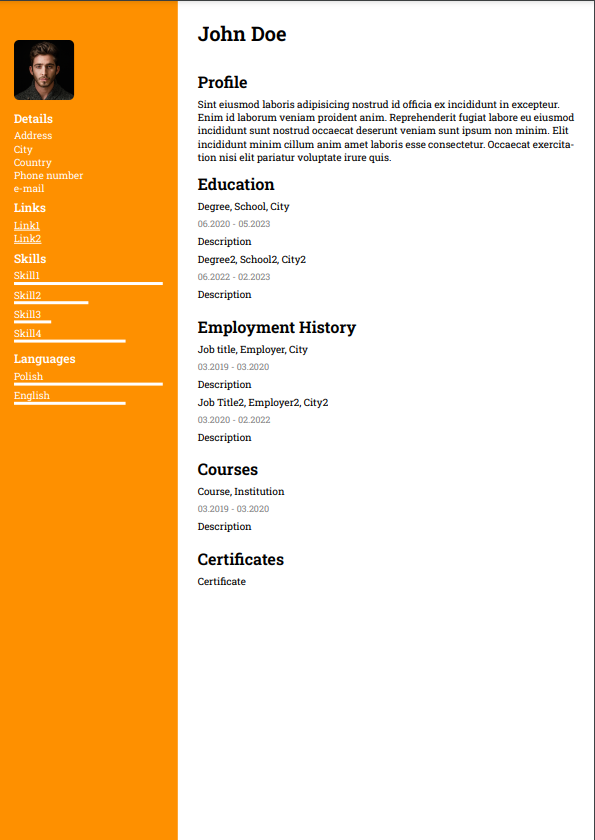 John Doe
Details
Address
City
Country
Phone number
e-mail
Links
Link1
Link2
Skills
Skill1
Skill2
Skill3
Skill4
Languages
Polish
English
Profile
Sint eiusmod laboris adipisicing nostrud id officia ex incididunt in excepteur.
Enim id laborum veniam proident anim. Reprehenderit fugiat labore eu eiusmod
incididunt sunt nostrud occaecat deserunt veniam sunt ipsum non minim. Elit
incididunt minim cillum anim amet laboris esse consectetur. Occaecat exercita-
tion nisi elit pariatur voluptate irure quis.
Education
Degree, School, City
06.2020 - 05.2023
Description
Degree2, School2, City2
06.2022 - 02.2023
Description
Employment History
Job title, Employer, City
03.2019 - 03.2020
Description
Job Title2, Employer2, City2
03.2020 - 02.2022
Description
Courses
Course, Institution
03.2019 - 03.2020
Description
Certificates
Certificate